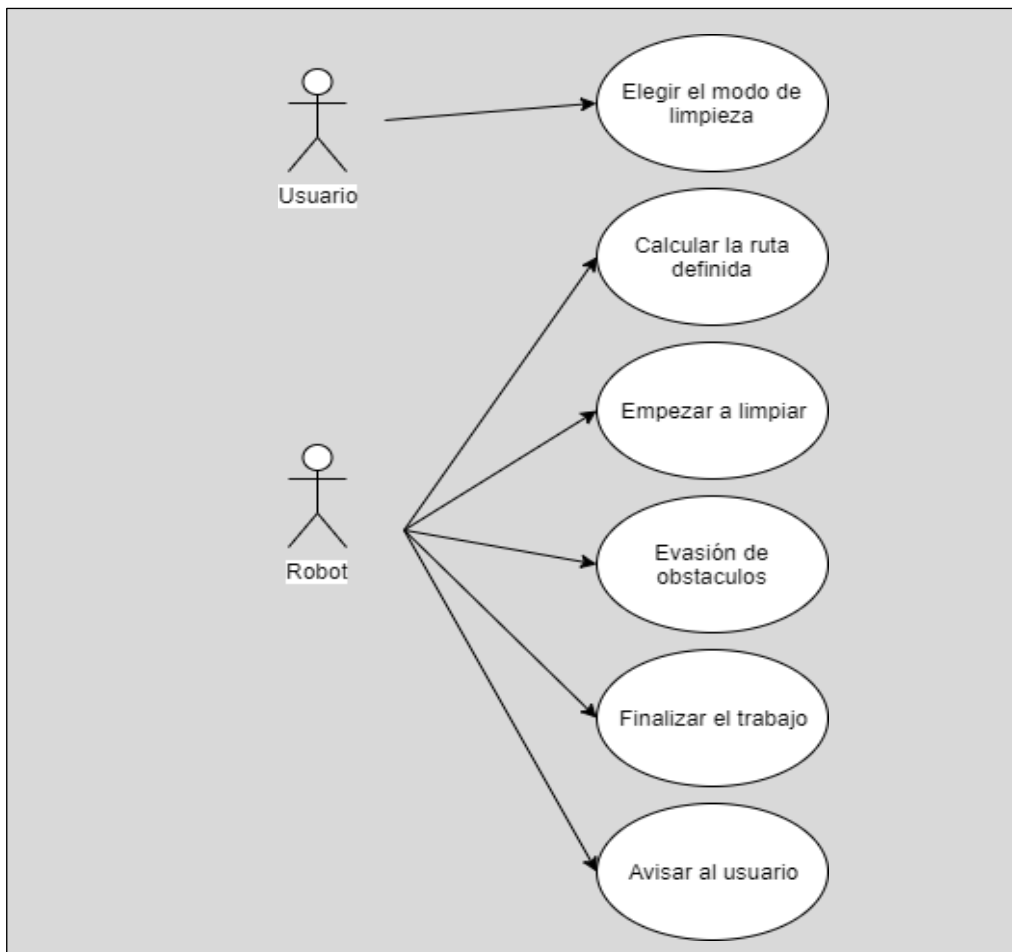 Elegir el modo de
limpieza
Usuario
Calcular la ruta
definida
Empezar a limpiar
Robot
Evasión de
obstaculos
Finalizar el trabajo
Avisar al usuario